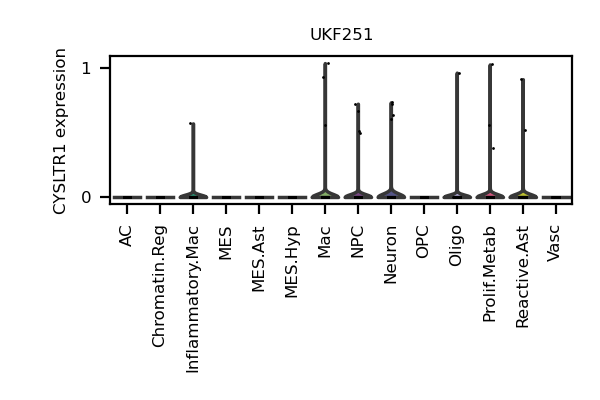 UKF251
CYSLTR1 expression
1
0
AC
Chromatin.Reg
Inflammatory.Mac
MES
MES.Ast
MES.Hyp
Mac
NPC
Neuron
OPC
Oligo
Prolif.Metab
Reactive.Ast
Vasc